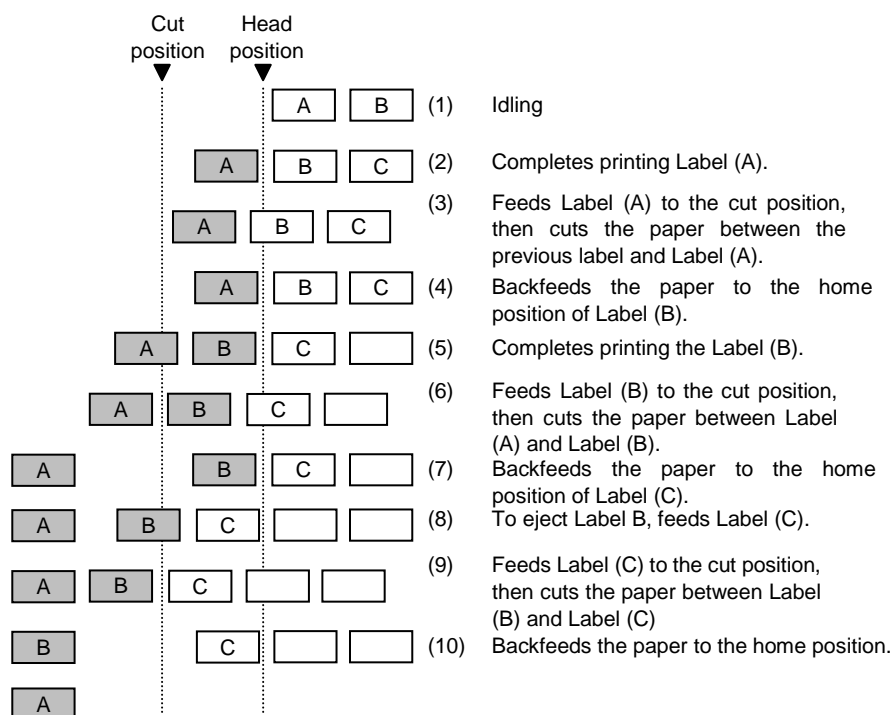 Cut
position
Head
position
A B (1) Idling
A B C (2) Completes printing Label (A).
A B C (3) Feeds Label (A) to the cut position,
then cuts the paper between the
previous label and Label (A).
A B C (4) Backfeeds the paper to the home
position of Label (B).
A B C (5) Completes printing the Label (B).
A B C (6) Feeds Label (B) to the cut position,
then cuts the paper between Label
(A) and Label (B).
A B C (7) Backfeeds the paper to the home
position of Label (C).
A B C (8) To eject Label B, feeds Label (C).
A B C (9) Feeds Label (C) to the cut position,
then cuts the paper between Label
(B) and Label (C)
B C (10) Backfeeds the paper to the home position.
A